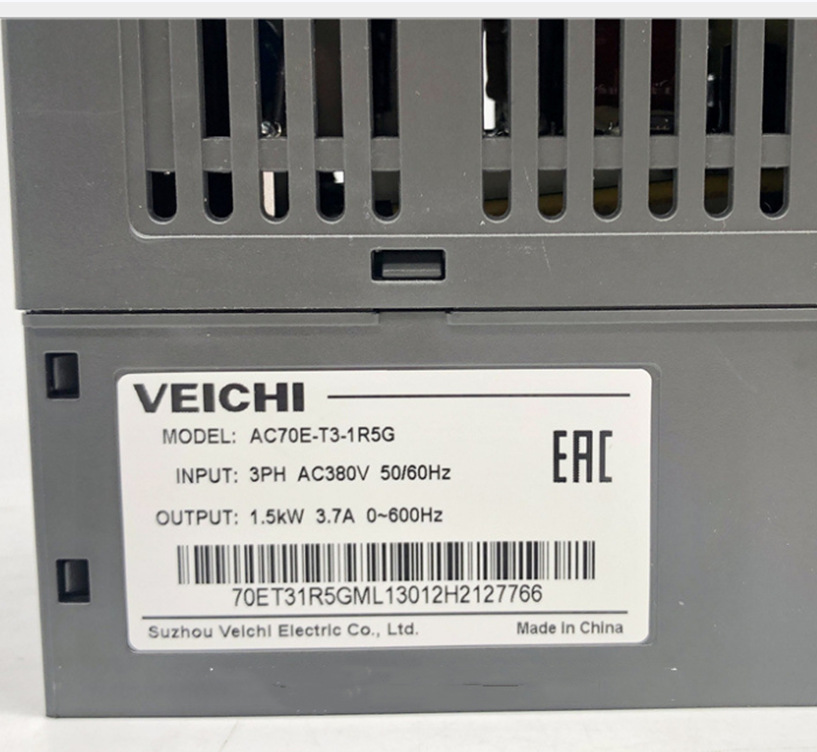 VEICHI
MODEL: AC70E-T3-1R5G
INPUT: 3PH AC380V 50/60Hz
EAC
OUTPUT: 1.5kW 3.7A 0~600Hz
70ET31R5GML13012H2127766
Suzhou Veichi Electric Co., Ltd. Made in China